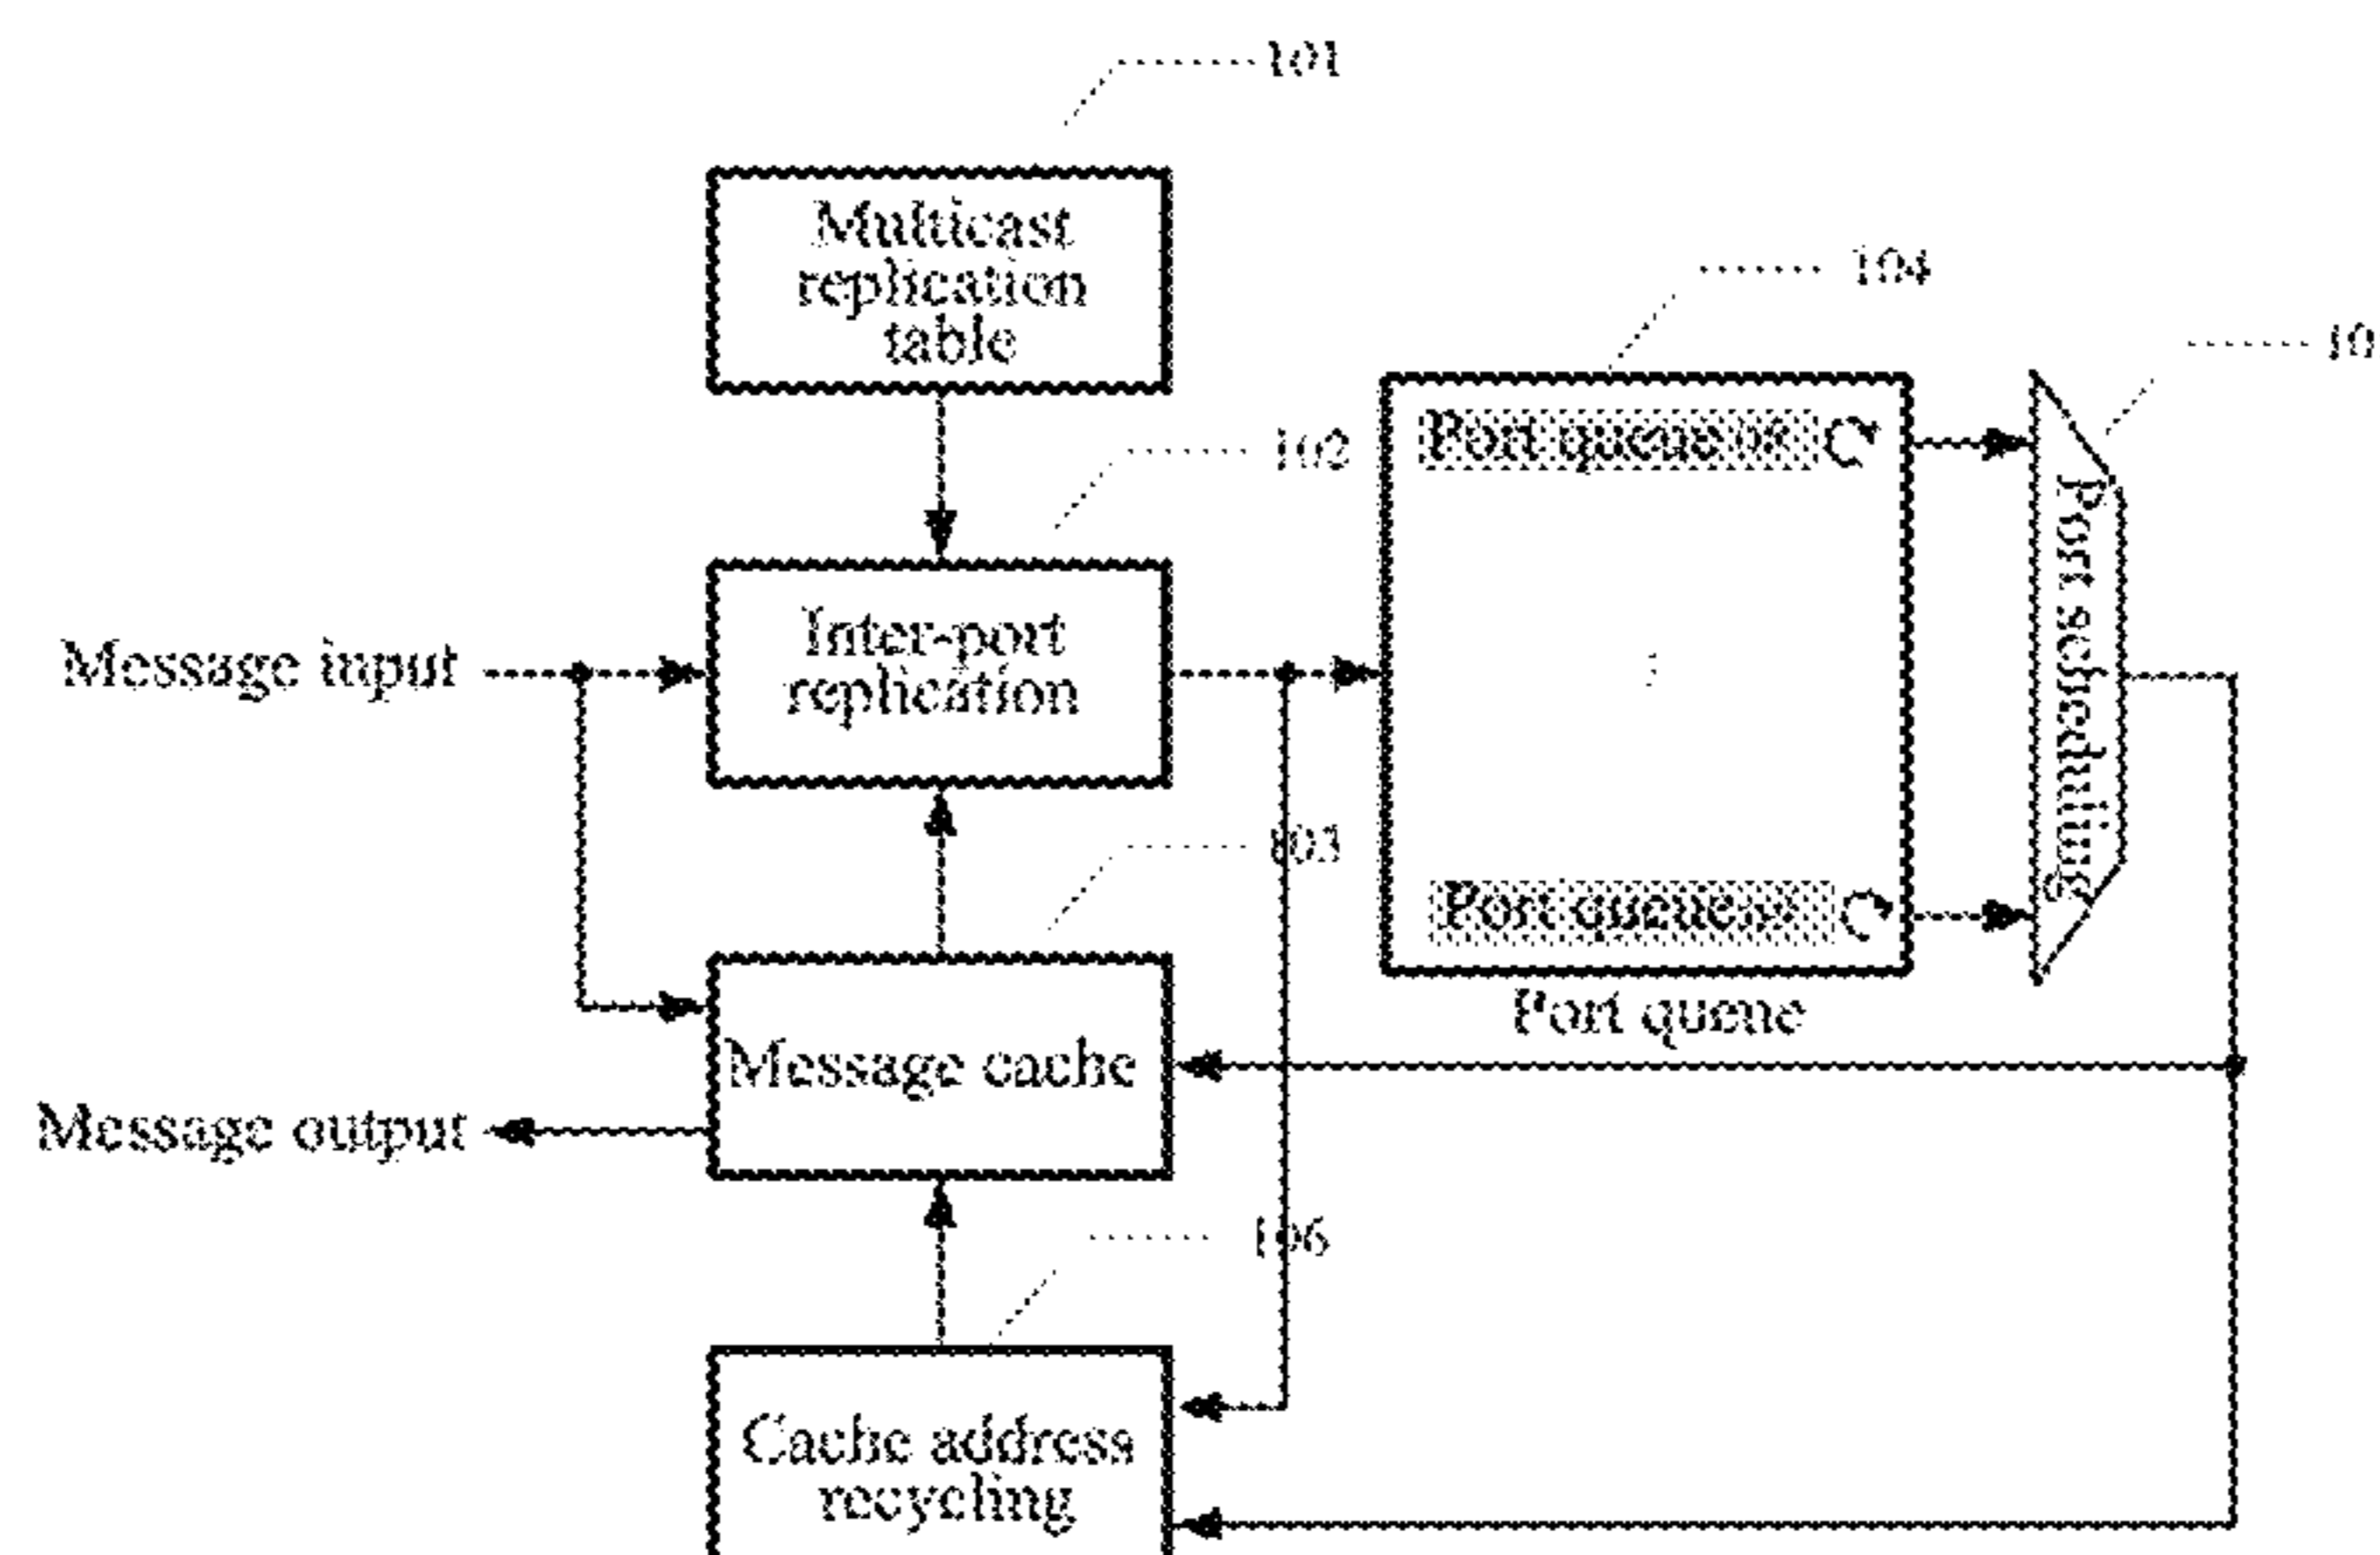 101
Multicast
replication
table
104
10
102
Port queue
Inter-port
replication
Message input
Port scheduling
Port queue
Port queue
Message cache
Message output
106
Cache address
recycling